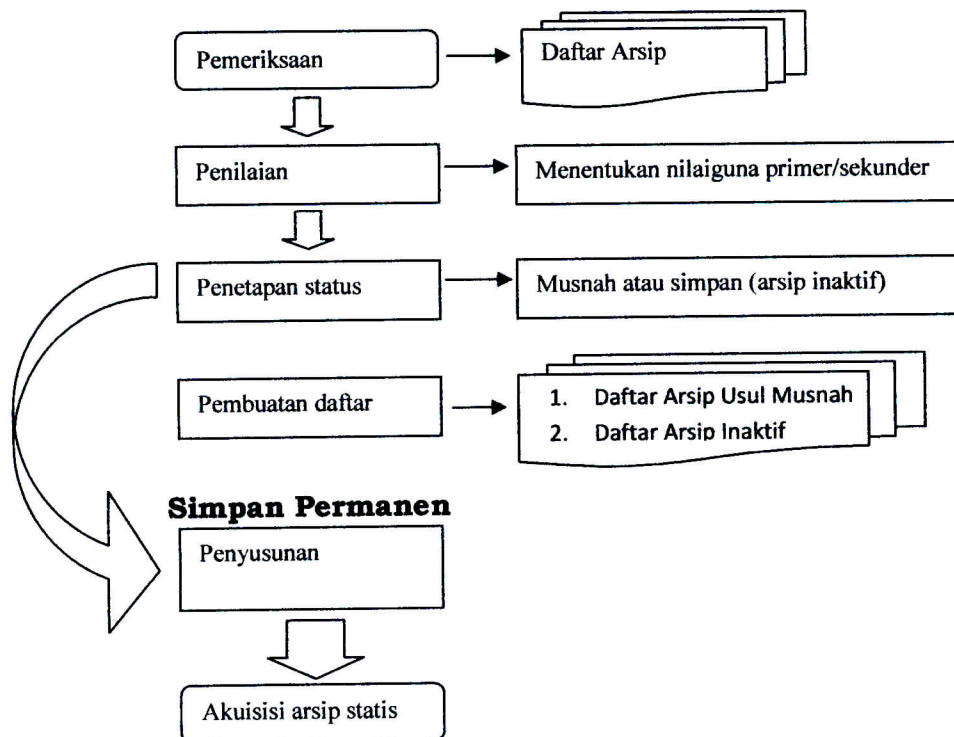 Pemeriksaan
Daftar Arsip
Penilaian
Menentukan nilaiguna primer/sekunder
Penetapan status
Musnah atau simpan (arsip inaktif)
Pembuatan daftar
1. Daftar Arsip Usul Musnah
2. Daftar Arsip Inaktif
Simpan Permanen
Penyusunan
Akuisisi arsip statis